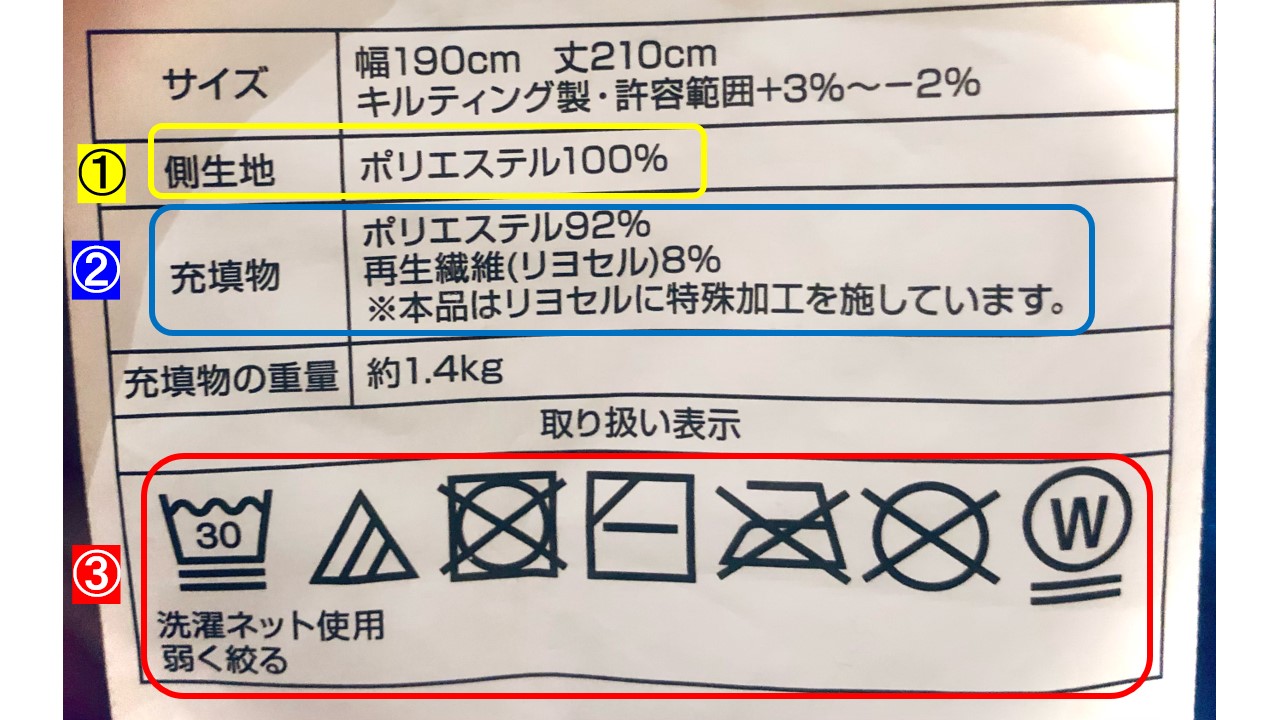 サイズ
幅190cm 丈210cm
キルティング製・許容範囲+3%～−2%
①
側生地
ポリエステル100%
②
充填物
ポリエステル92%
再生繊維(リヨセル)8%
※本品はリヨセルに特殊加工を施しています。
充填物の重量
約1.4kg
取り扱い表示
③
30
W
洗濯ネット使用
弱く絞る